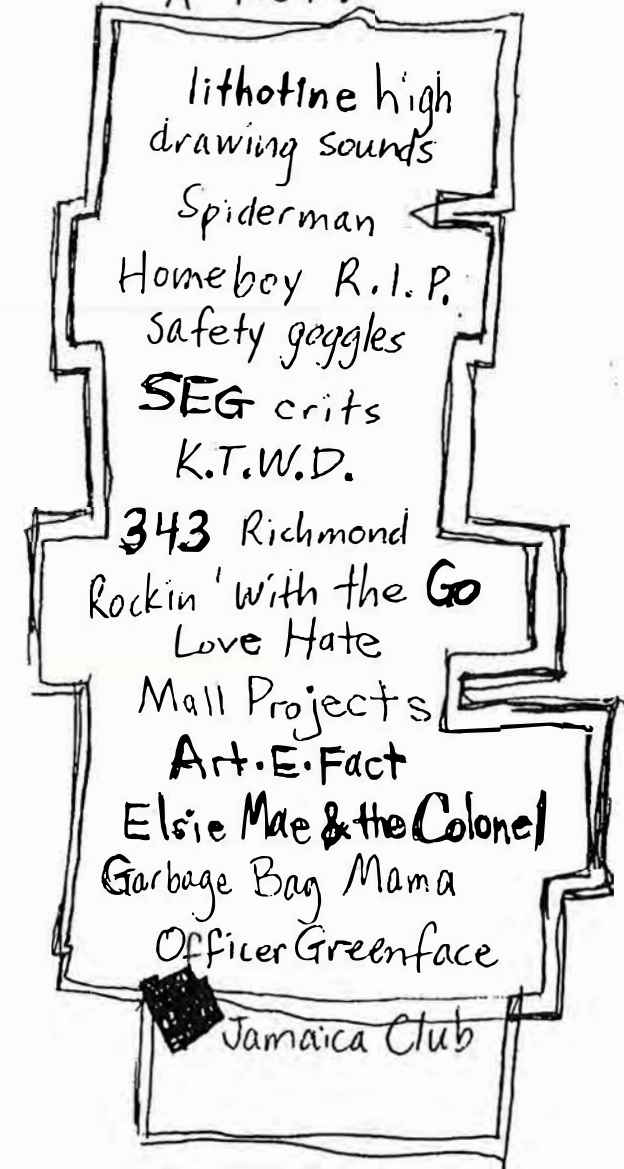 lithotine high
drawing sounds
Spiderman
Homeboy R.I.P.
safety goggles
SEG crits
K.T.W.D.
343 Richmond
Rockin' with the Go
Love Hate
Mall Projects
Art.E.Fact
Elsie Mae & the Colonel
Garbage Bag Mama
Officer Greenface
Jamaica Club